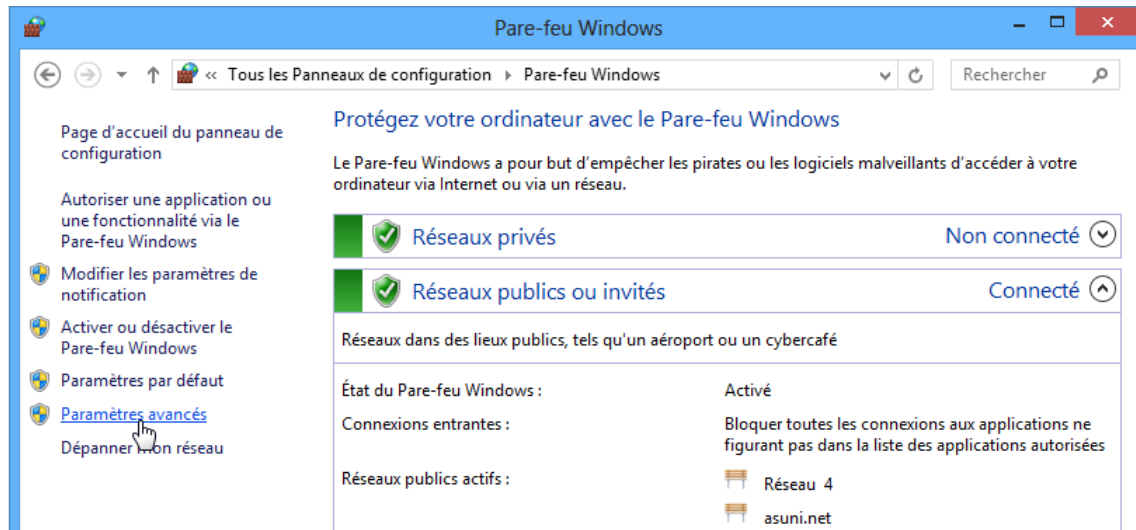 Pare-feu Windows
« Tous les Panneaux de configuration Pare-feu Windows
Rechercher
Page d'accueil du panneau de
configuration
Autoriser une application ou
une fonctionnalité via le
Pare-feu Windows
Modifier les paramètres de
notification
Activer ou désactiver le
Pare-feu Windows
Paramètres par défaut
Paramètres avancés
Dépanner mon réseau
Protégez votre ordinateur avec le Pare-feu Windows
Le Pare-feu Windows a pour but d'empêcher les pirates ou les logiciels malveillants d'accéder à votre
ordinateur via Internet ou via un réseau.
Réseaux privés
Non connecté
Réseaux publics ou invités
Connecté
Réseaux dans des lieux publics, tels qu'un aéroport ou un cybercafé
État du Pare-feu Windows :
Activé
Connexions entrantes :
Bloquer toutes les connexions aux applications ne
figurant pas dans la liste des applications autorisées
Réseaux publics actifs :
Réseau 4
asuni.net